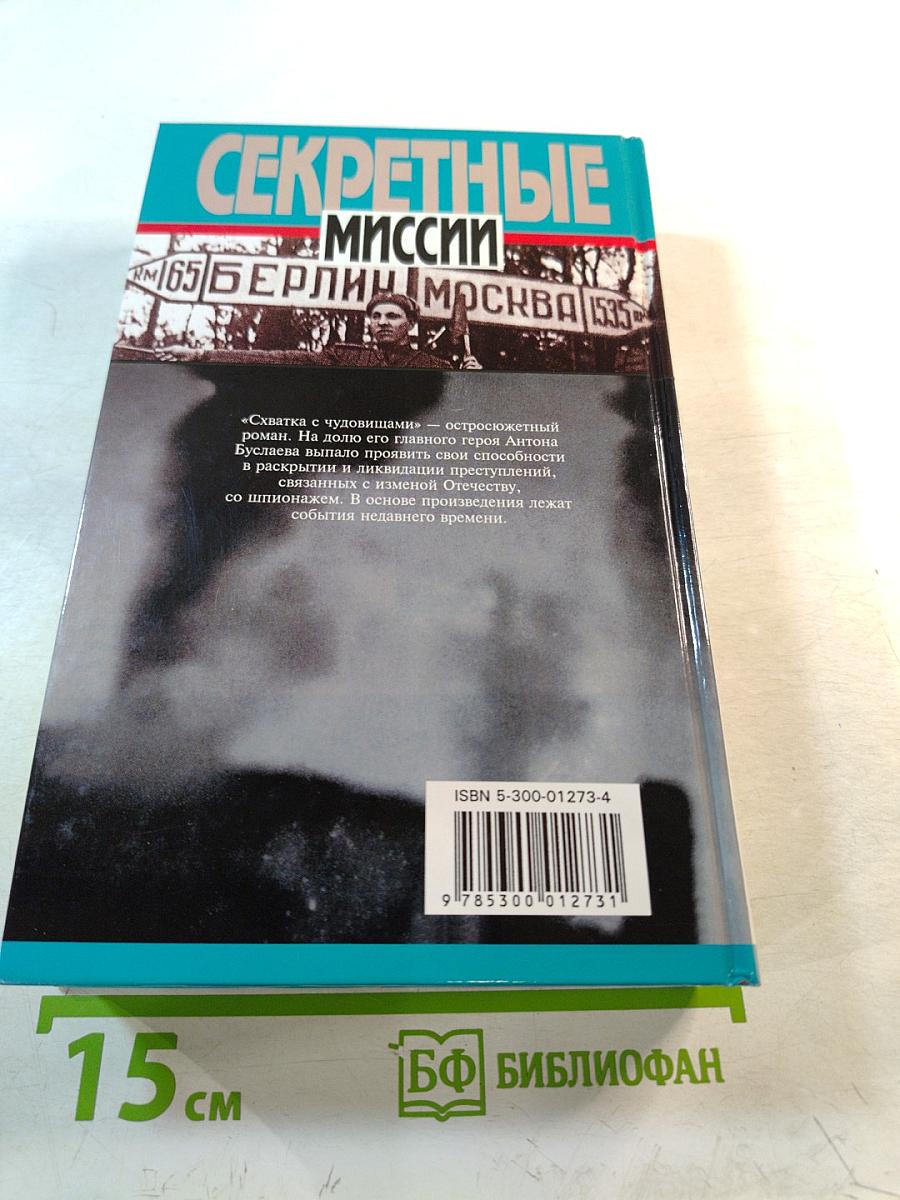 СЕКРЕТНЫЕ
МИССИИ
КМ 165 БЕРЛИН МОСКВА 1535 КМ
«Схватка с чудовищами» — остросюжетный
роман. На долю его главного героя Антона
Буслаева выпало проявить свои способности
в раскрытии и ликвидации преступлений,
связанных с изменой Отечеству,
со шпионажем. В основе произведения лежат
события недавнего времени.
ISBN 5-300-01273-4
9 785300 012731
15 см
БФ БИБЛИОФАН